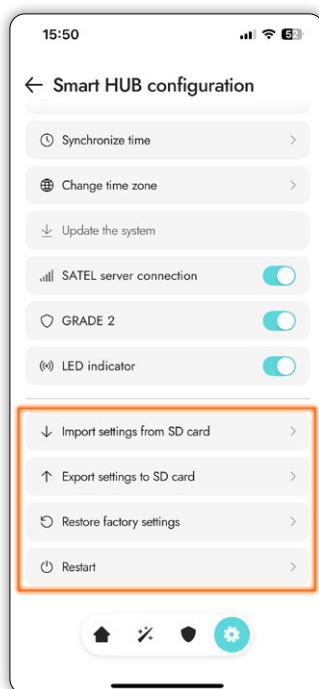 15:50
52
Smart HUB configuration
Synchronize time
Change time zone
Update the system
SATEL server connection
GRADE 2
LED indicator
Import settings from SD card
Export settings to SD card
Restore factory settings
Restart